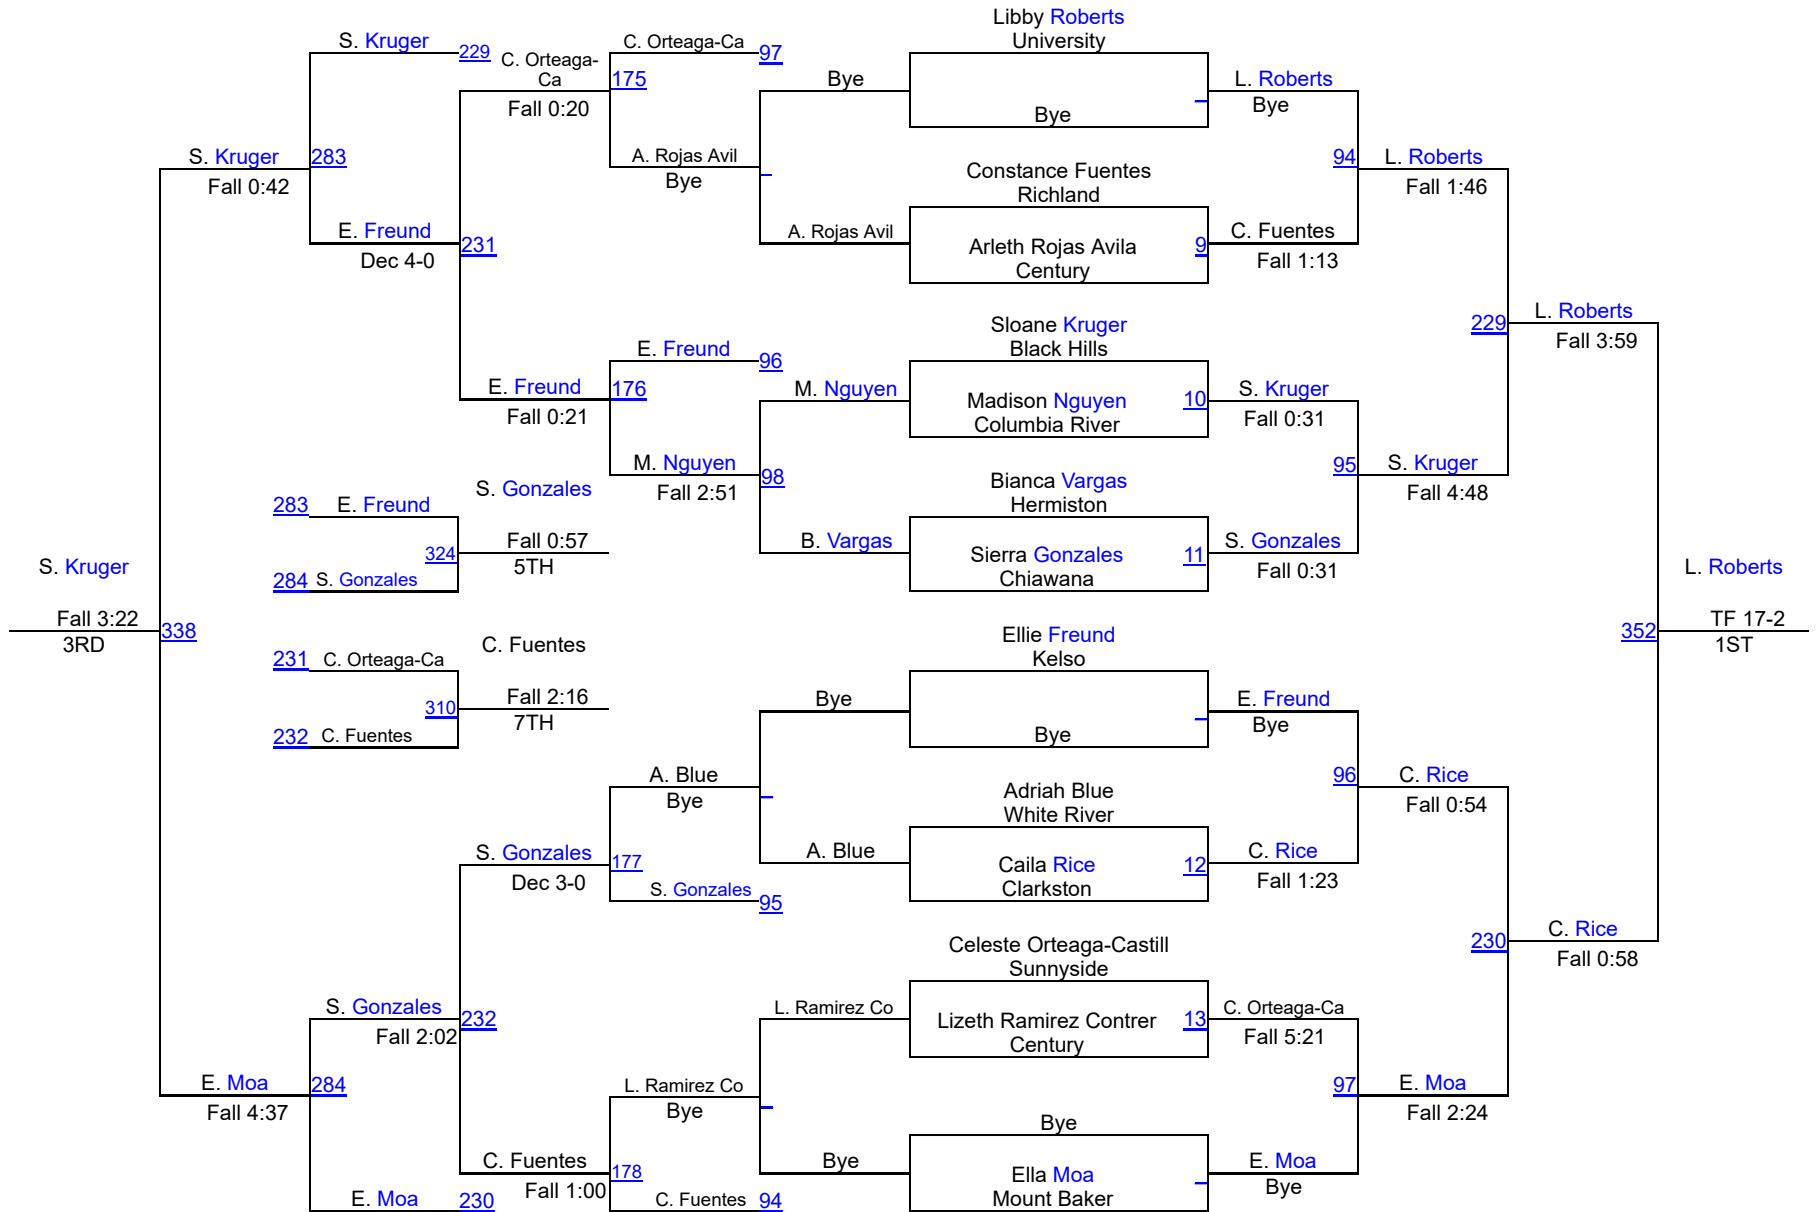 Libby Roberts
University
Bye
L. Roberts
Bye
Constance Fuentes
Richland
Arleth Rojas Avila
Century
9
C. Fuentes
Fall 1:13
94
L. Roberts
Fall 1:46
Sloane Kruger
Black Hills
Madison Nguyen
Columbia River
10
S. Kruger
Fall 0:31
Bianca Vargas
Hermiston
Sierra Gonzales
Chiawana
11
S. Gonzales
Fall 0:31
95
S. Kruger
Fall 4:48
229
L. Roberts
Fall 3:59
Ellie Freund
Kelso
Bye
E. Freund
Bye
Adriah Blue
White River
Caila Rice
Clarkston
12
C. Rice
Fall 1:23
96
C. Rice
Fall 0:54
Celeste Orteaga-Castill
Sunnyside
Lizeth Ramirez Contrer
Century
13
C. Orteaga-Ca
Fall 5:21
Bye
Ella Moa
Mount Baker
E. Moa
Bye
97
E. Moa
Fall 2:24
230
C. Rice
Fall 0:58
352
L. Roberts
TF 17-2
1ST
Bye
A. Rojas Avil
C. Orteaga-Ca
97
A. Rojas Avil
Bye
175
C. Orteaga-
Ca
Fall 0:20
M. Nguyen
B. Vargas
98
E. Freund
96
M. Nguyen
Fall 2:51
176
E. Freund
Fall 0:21
231
E. Freund
Dec 4-0
S. Kruger
229
283
S. Kruger
Fall 0:42
283
E. Freund
284
S. Gonzales
324
S. Gonzales
Fall 0:57
5TH
231
C. Orteaga-Ca
232
C. Fuentes
310
C. Fuentes
Fall 2:16
7TH
Bye
A. Blue
A. Blue
Bye
177
S. Gonzales
95
S. Gonzales
Dec 3-0
L. Ramirez Co
Bye
L. Ramirez Co
Bye
178
C. Fuentes
94
C. Fuentes
Fall 1:00
232
S. Gonzales
Fall 2:02
284
E. Moa
230
E. Moa
Fall 4:37
338
S. Kruger
Fall 3:22
3RD